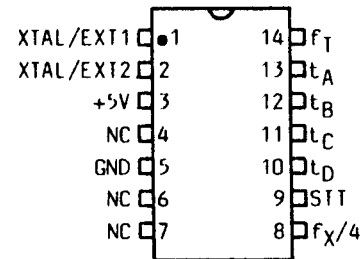 XTAL/EXT1 1 14 fT
XTAL/EXT2 2 13 tA
+5V 3 12 tB
NC 4 11 tC
GND 5 10 tD
NC 6 9 STT
NC 7 8 fX/4